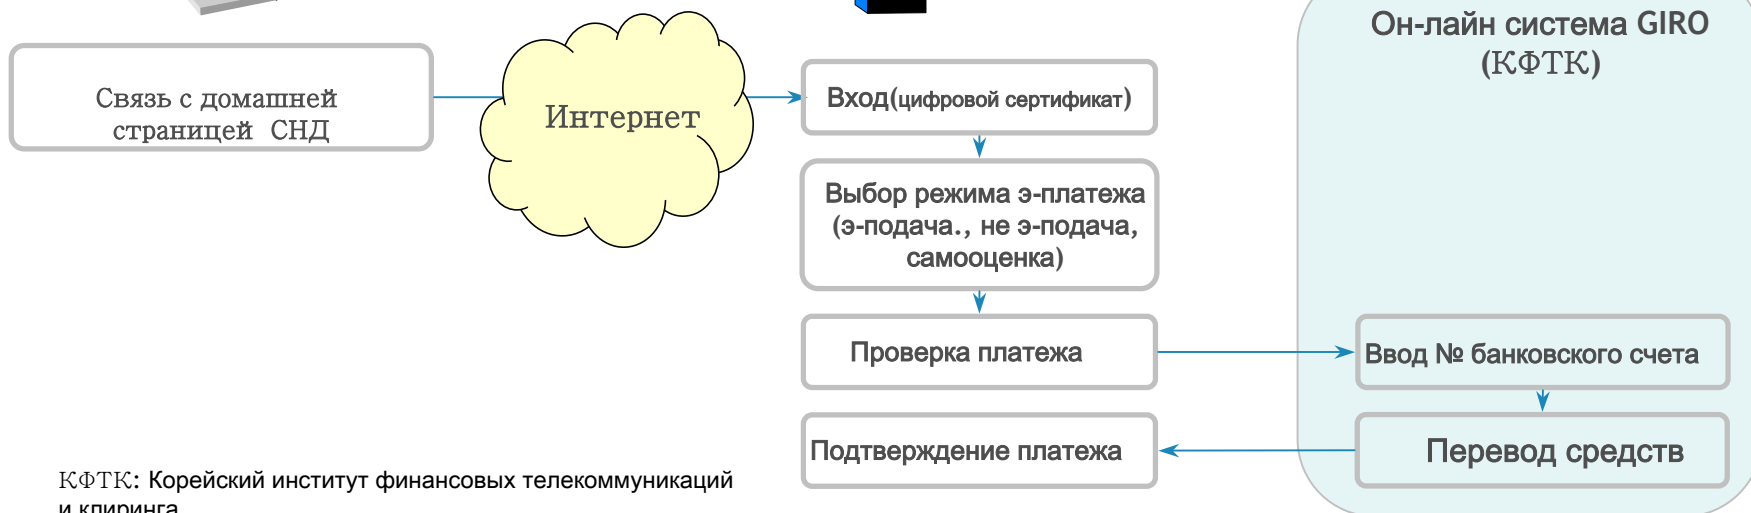 Он-лайн система GIRO
(КФТК)
Связь с домашней
страницей СНД
Интернет
Вход(цифровой сертификат)
Выбор режима э-платежа
(э-подача., не э-подача,
самооценка)
Проверка платежа
Ввод № банковского счета
Подтверждение платежа
Перевод средств
КФТК: Корейский институт финансовых телекоммуникаций
и клиринга